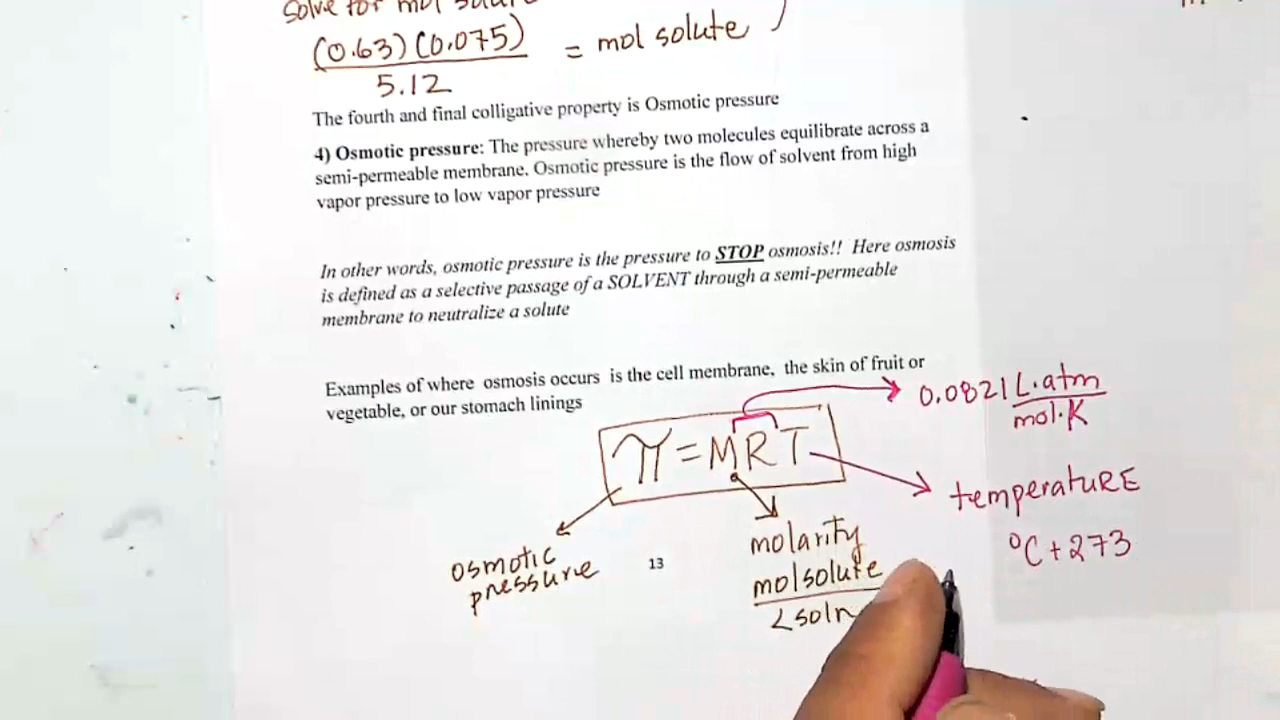 solve for mol
(0.63)(0.075)
5.12
= mol solute
The fourth and final colligative property is Osmotic pressure
4) Osmotic pressure: The pressure whereby two molecules equilibrate across a
semi-permeable membrane. Osmotic pressure is the flow of solvent from high
vapor pressure to low vapor pressure
In other words, osmotic pressure is the pressure to STOP osmosis!! Here osmosis
is defined as a selective passage of a SOLVENT through a semi-permeable
membrane to neutralize a solute
Examples of where osmosis occurs is the cell membrane, the skin of fruit or
vegetable, or our stomach linings
0.0821 L·atm
mol·K
π=MRT
temperatuRE
°C+273
osmotic
pressure
13
molarity
mol solute
L soln